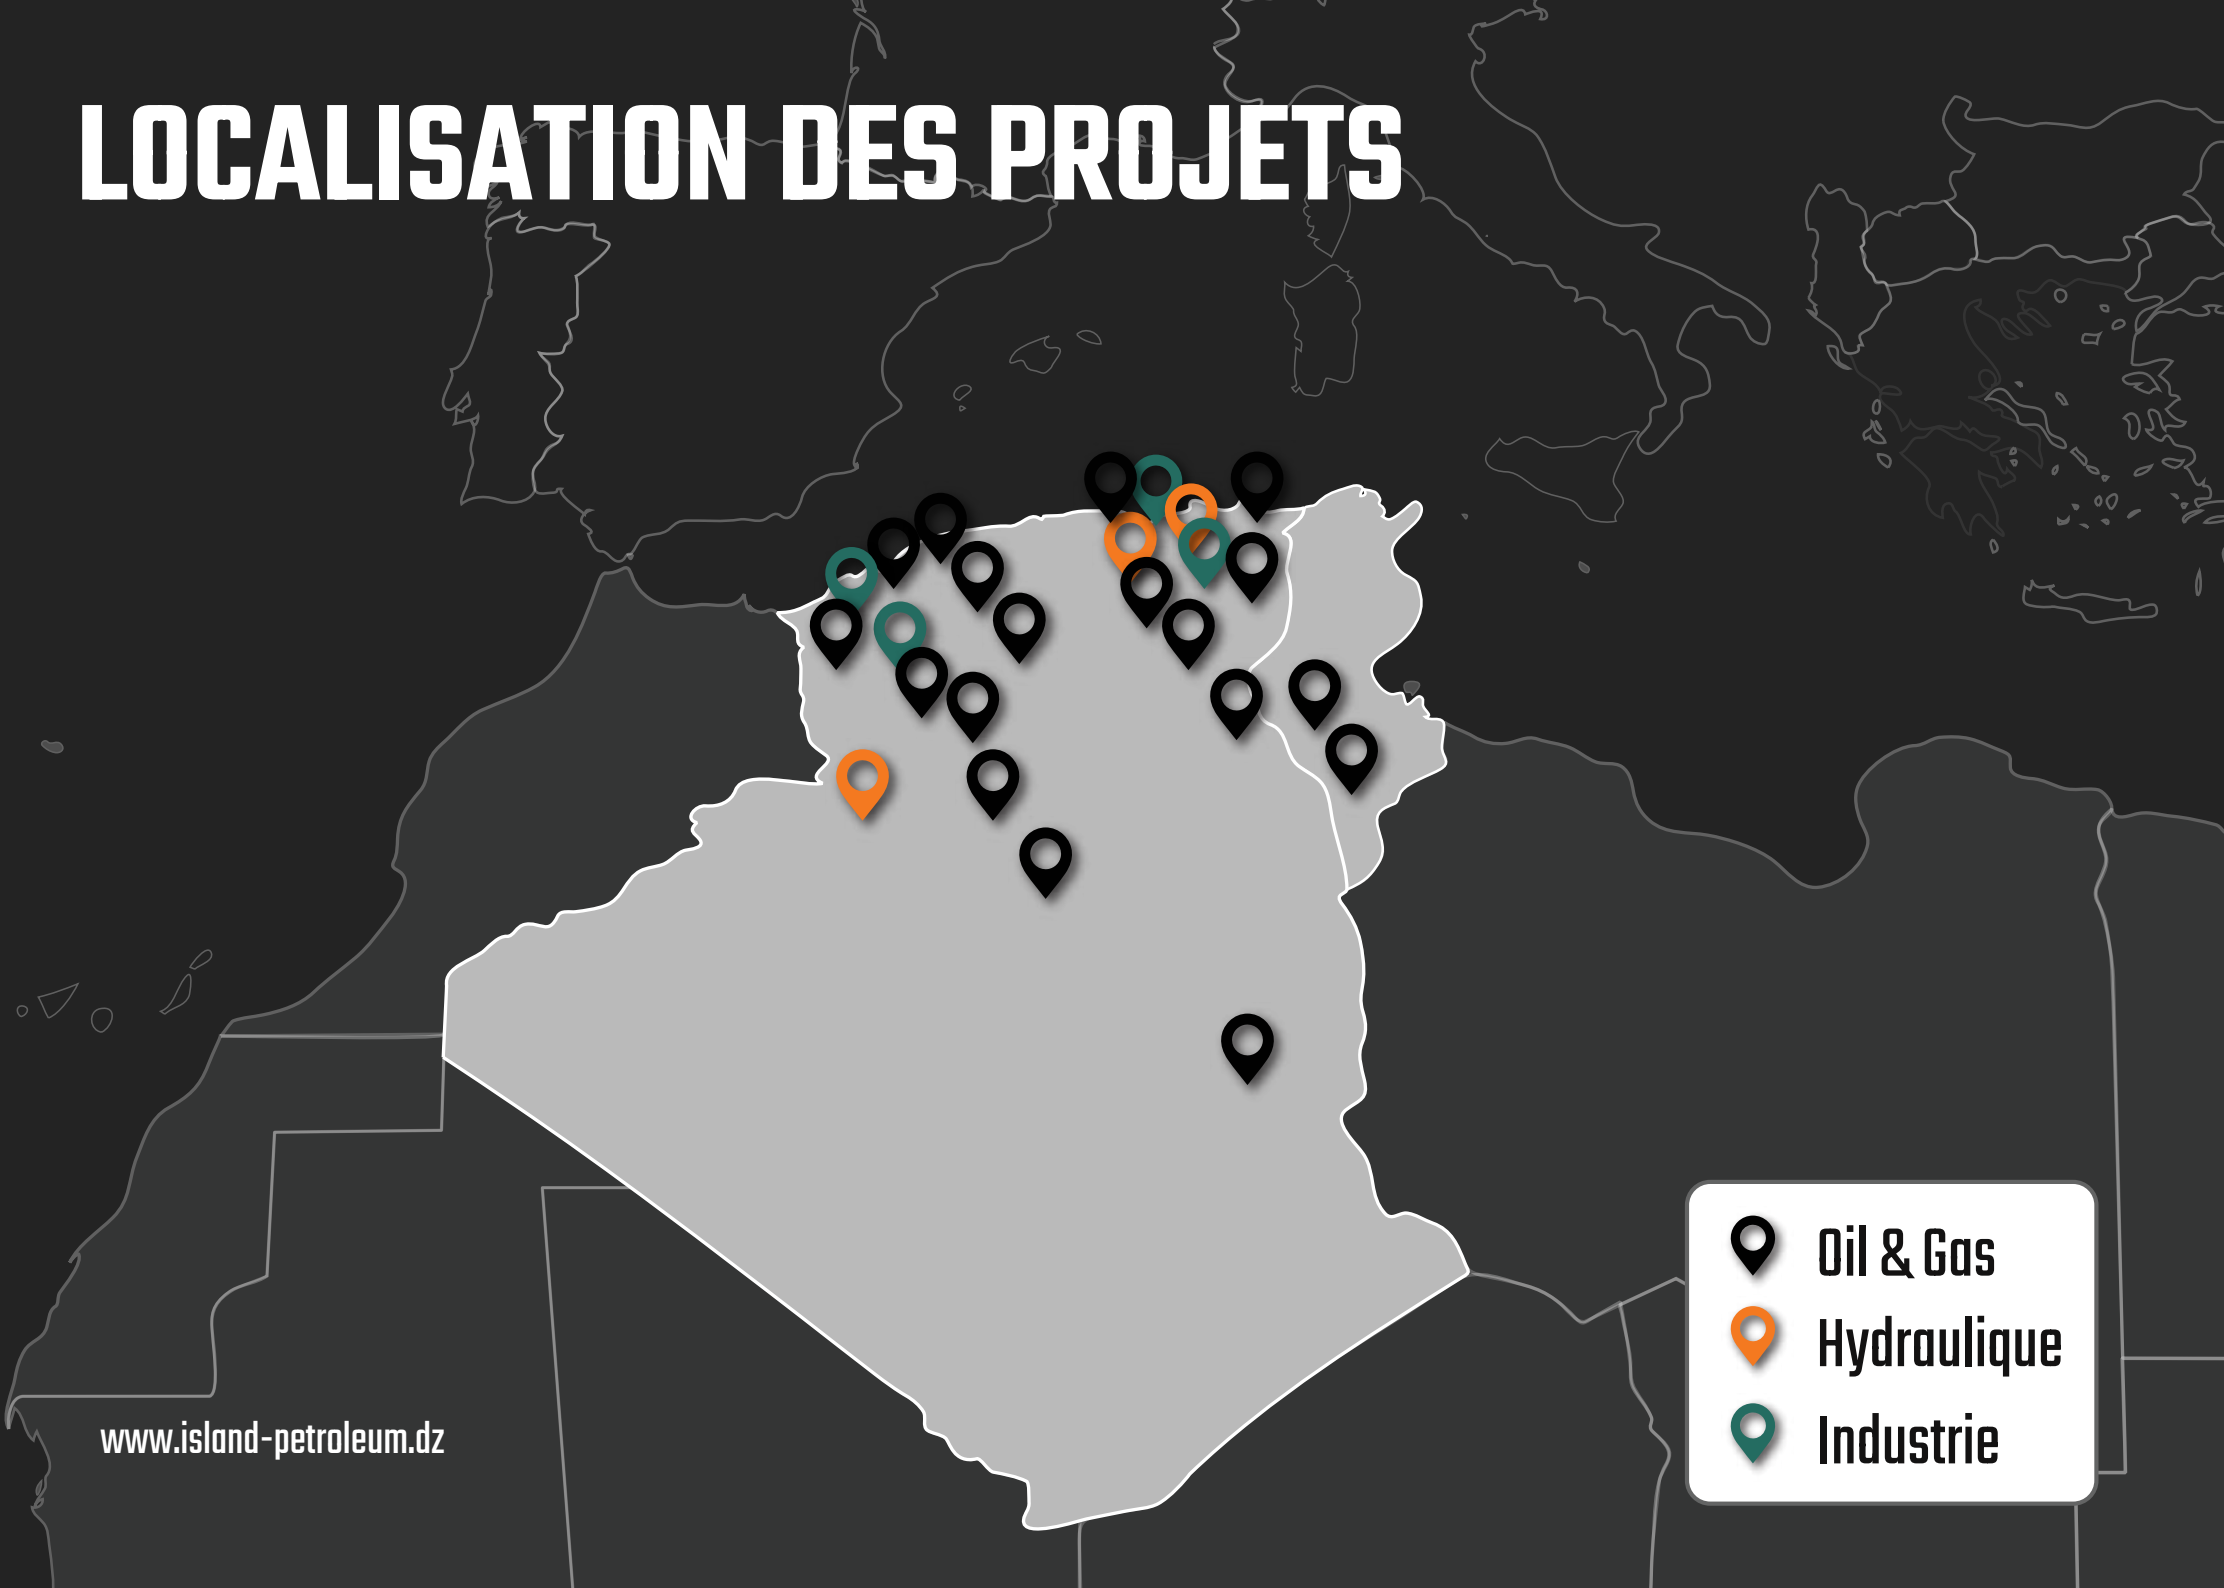 LOCALISATION DES PROJETS
Oil & Gas
Hydraulique
Industrie
www.island-petroleum.dz